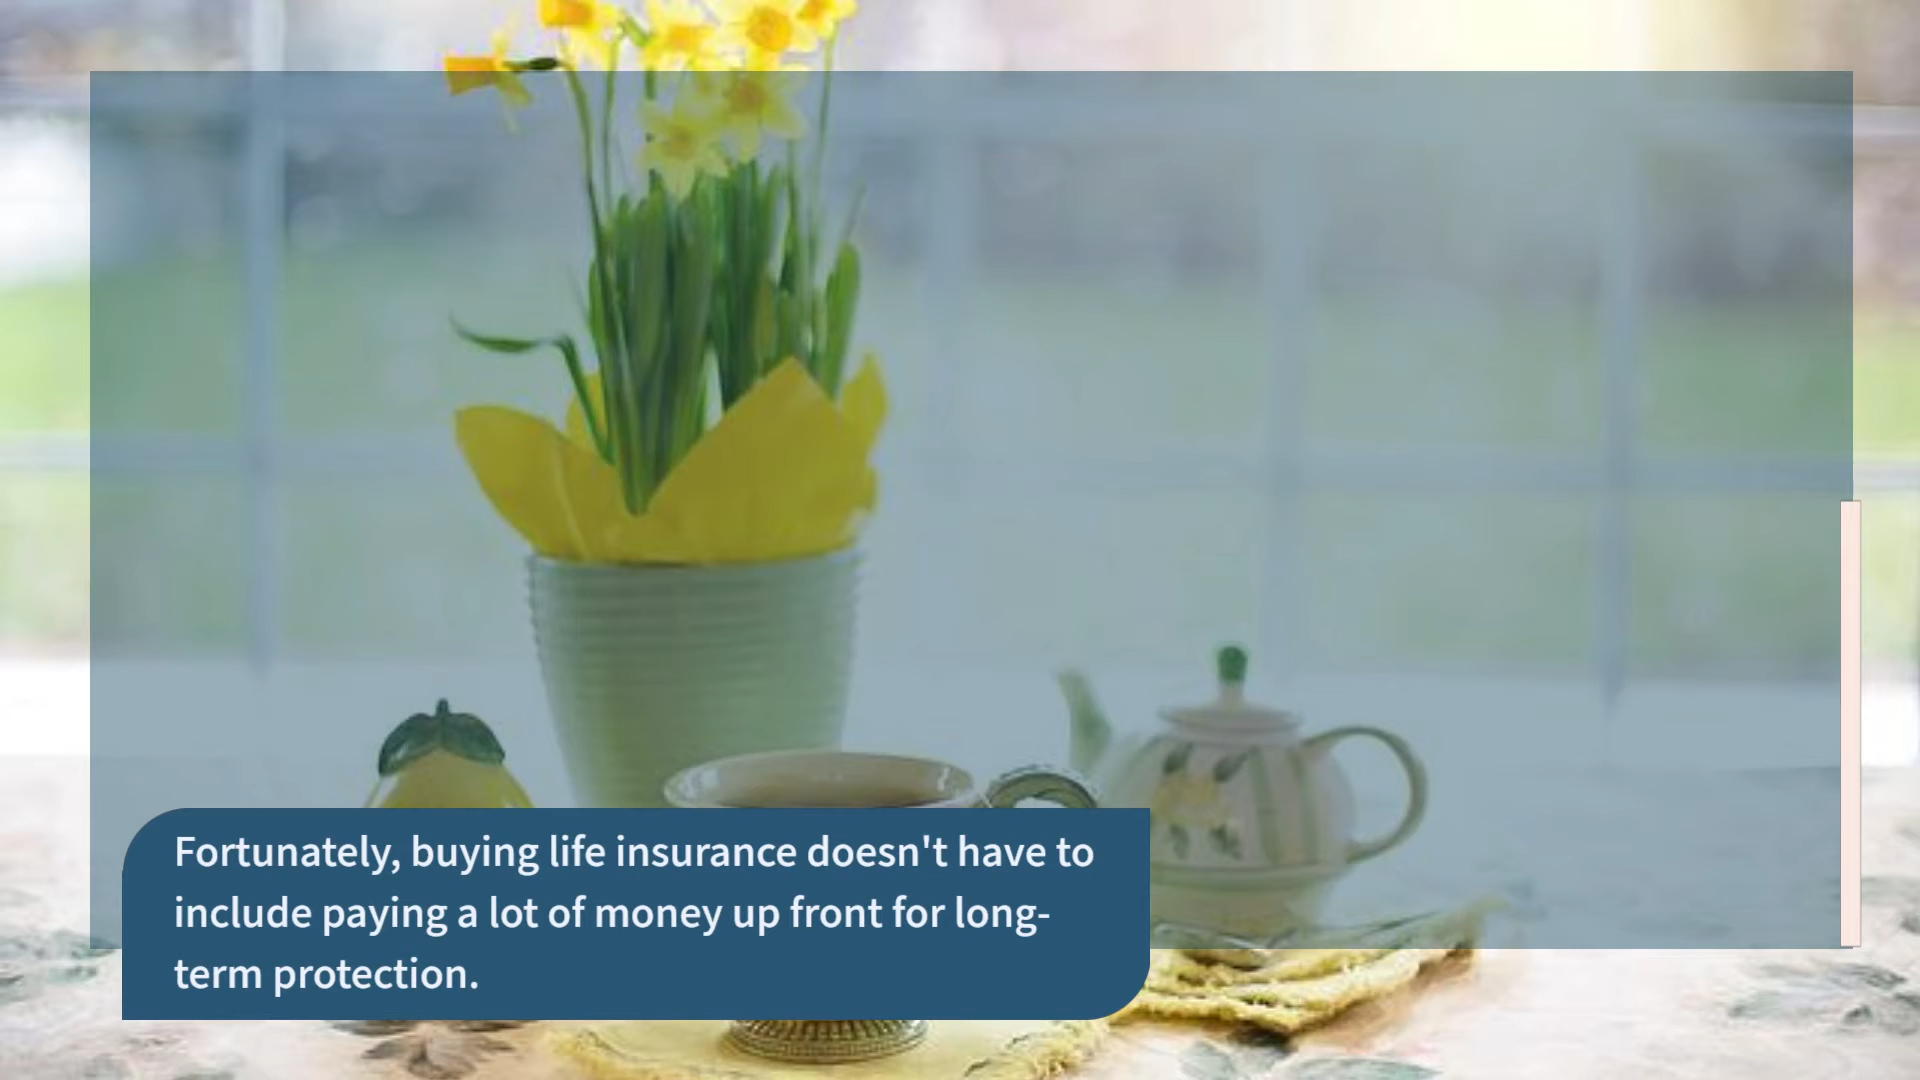 Fortunately, buying life insurance doesn't have to
include paying a lot of money up front for long-
term protection.